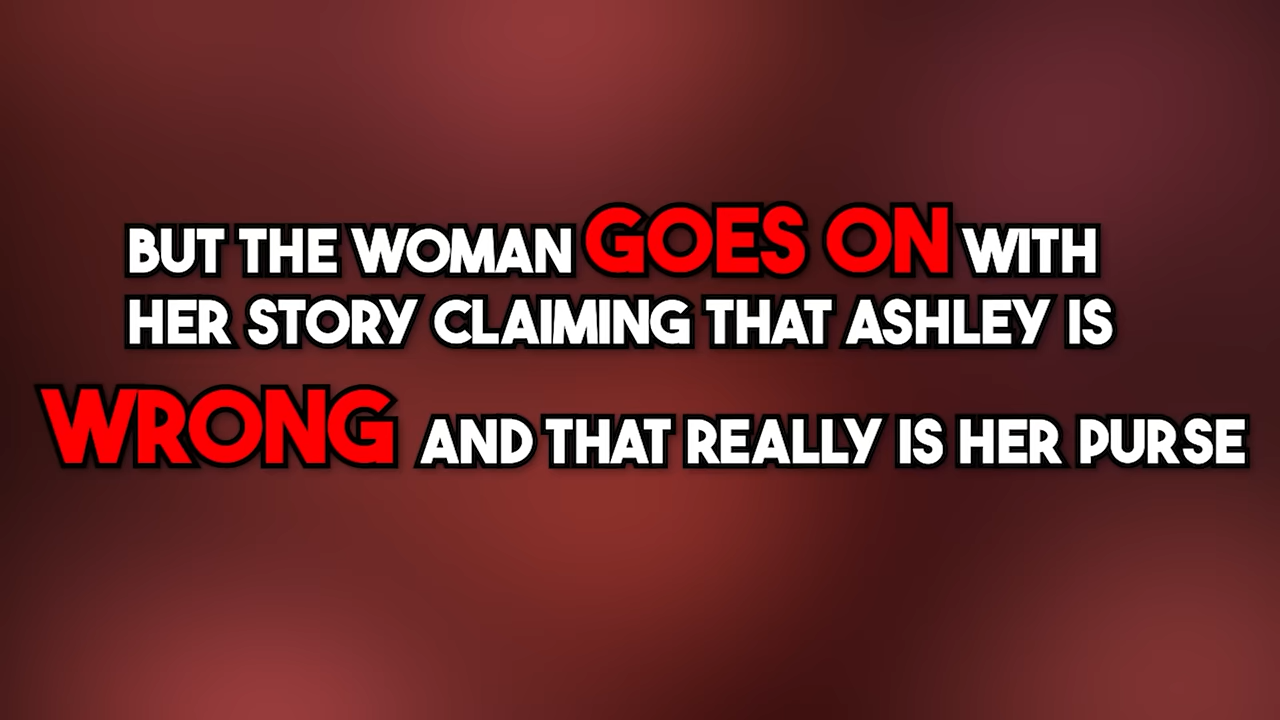 BUT THE WOMAN GOES ON WITH
HER STORY CLAIMING THAT ASHLEY IS
WRONG AND THAT REALLY IS HER PURSE